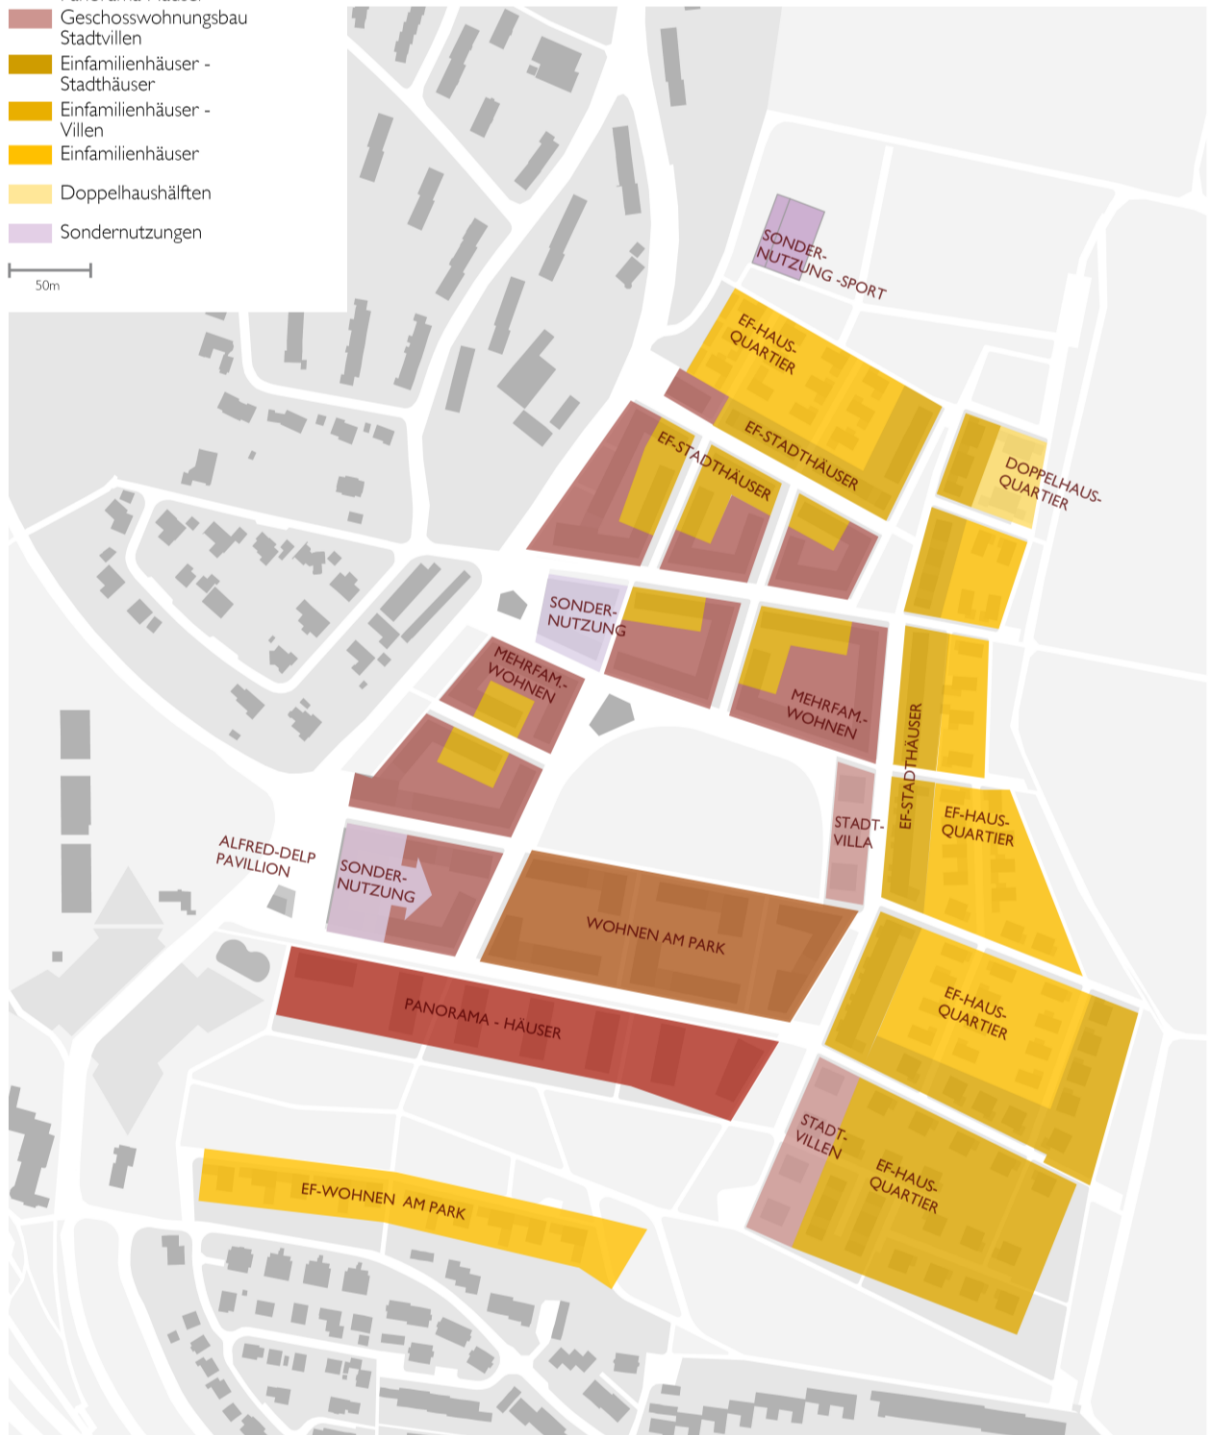 Geschosswohnungsbau
Stadtvillen
Einfamilienhäuser -
Stadthäuser
Einfamilienhäuser -
Villen
Einfamilienhäuser
Doppelhaushälften
Sondernutzungen
50m
SONDER-
NUTZUNG -SPORT
EF-HAUS-
QUARTIER
EF-STADTHÄUSER
EF-STADTHÄUSER
DOPPELHAUS-
QUARTIER
SONDER-
NUTZUNG
MEHRFAM.-
WOHNEN
MEHRFAM.-
WOHNEN
EF-STADTHÄUSER
STADT-
VILLA
EF-HAUS-
QUARTIER
ALFRED-DELP
PAVILLION
SONDER-
NUTZUNG
WOHNEN AM PARK
PANORAMA - HÄUSER
EF-HAUS-
QUARTIER
STADT-
VILLEN
EF-HAUS-
QUARTIER
EF-WOHNEN AM PARK